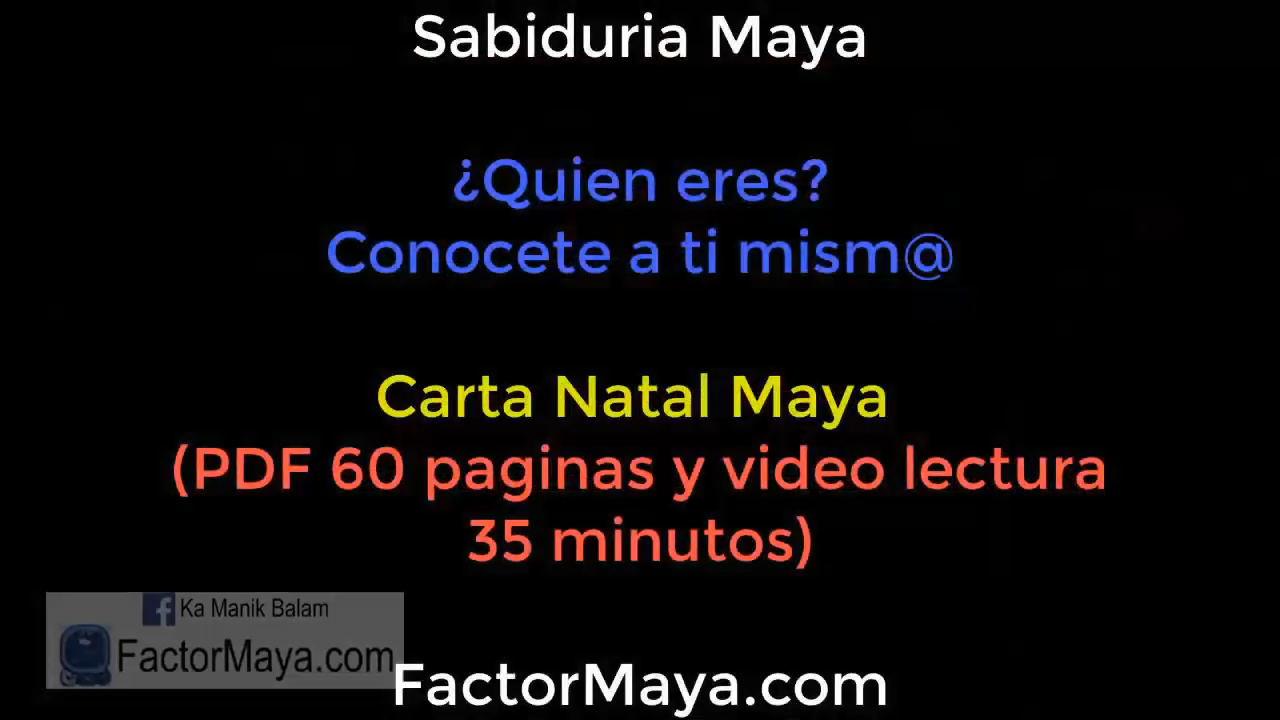 Sabiduria Maya
¿Quien eres?
Conocete a ti mism@
Carta Natal Maya
(PDF 60 paginas y video lectura
35 minutos)
Ka Manik Balam
FactorMaya.com
FactorMaya.com